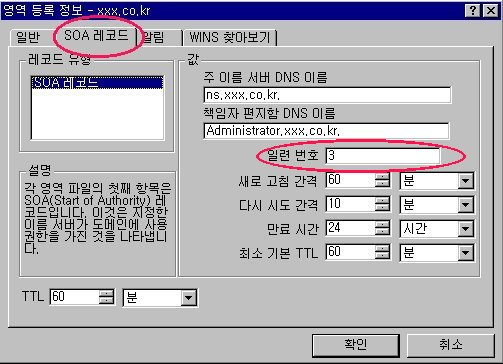 영역 등록 정보 - xxx.co.kr
일반
SOA 레코드
알림
WINS 찾아보기
레코드 유형
SOA 레코드
값
주 이름 서버 DNS 이름
ns.xxx.co.kr.
책임자 편지함 DNS 이름
Administrator.xxx.co.kr.
일련 번호 3
새로 고침 간격 60 분
다시 시도 간격 10 분
만료 시간 24 시간
최소 기본 TTL 60 분
설명
각 영역 파일의 첫째 항목은
SOA(Start of Authority) 레
코드입니다. 이것은 지정한
이름 서버가 도메인에 사용
권한을 가진 것을 나타냅니
다.
TTL 60 분
확인
취소